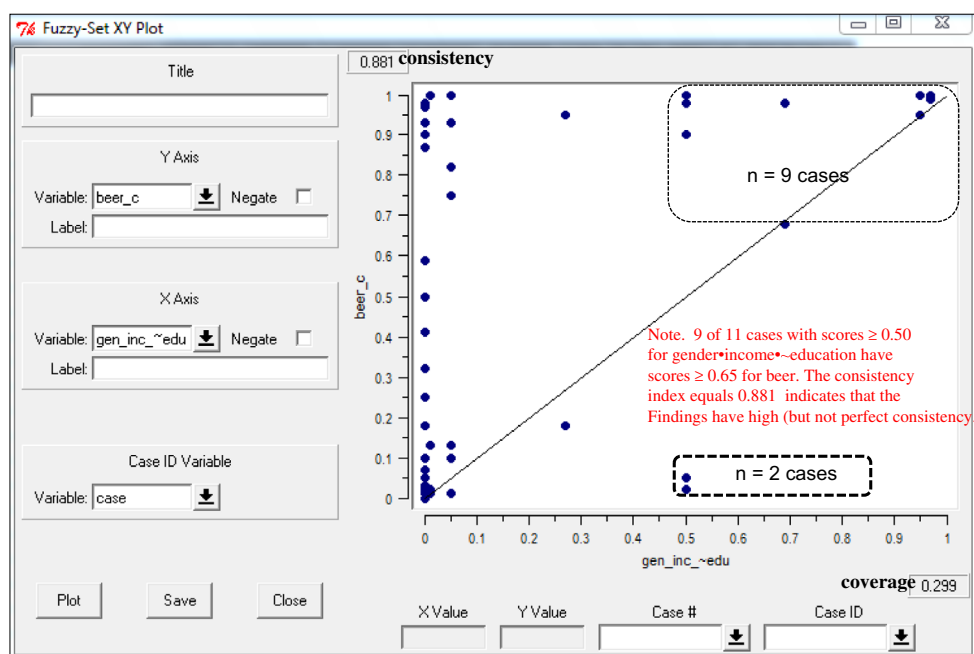 Fuzzy-Set XY Plot
Title
Y Axis
Variable: beer_c Negate
Label:
X Axis
Variable: gen_inc_~edu Negate
Label:
Case ID Variable
Variable: case
Plot Save Close
0.881 consistency
1
0.9
0.8
0.7
0.6
0.5
0.4
0.3
0.2
0.1
0
beer_c
n = 9 cases
Note. 9 of 11 cases with scores ≥ 0.50
for gender•income•~education have
scores ≥ 0.65 for beer. The consistency
index equals 0.881 indicates that the
Findings have high (but not perfect consistency.
n = 2 cases
0 0.1 0.2 0.3 0.4 0.5 0.6 0.7 0.8 0.9 1
gen_inc_~edu
coverage 0.299
X Value Y Value Case # Case ID